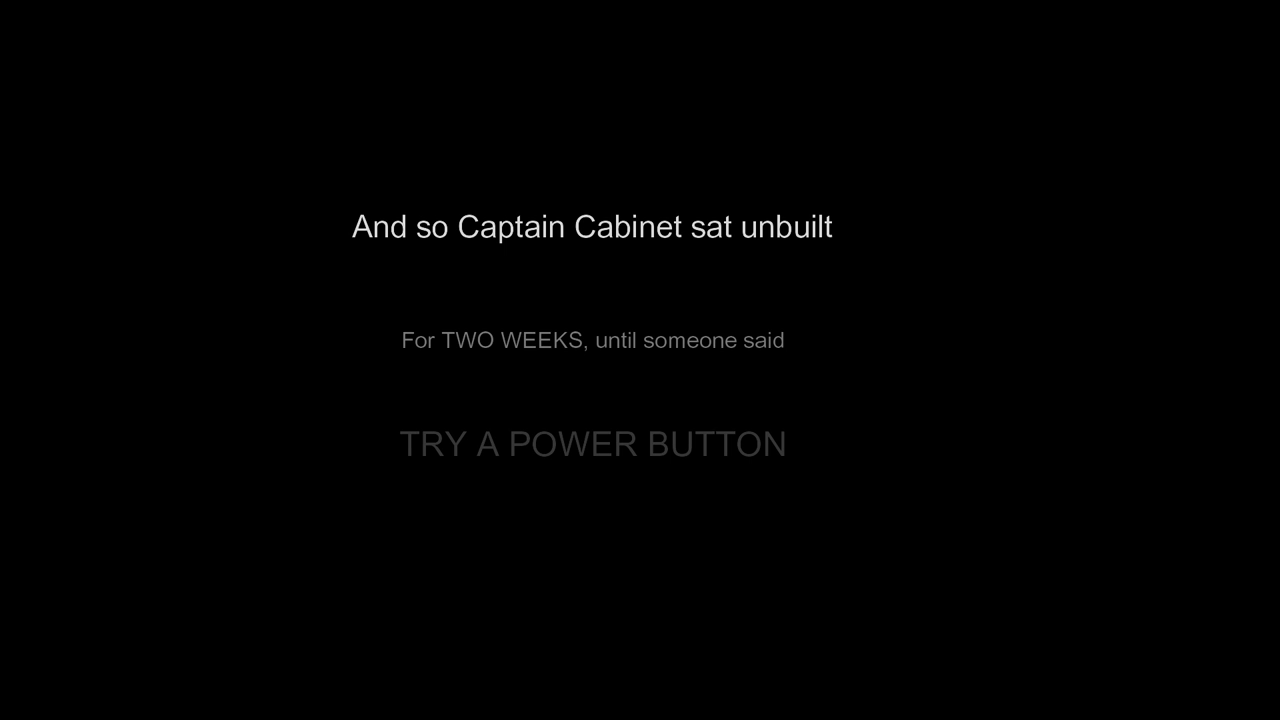 And so Captain Cabinet sat unbuilt
For TWO WEEKS, until someone said
TRY A POWER BUTTON